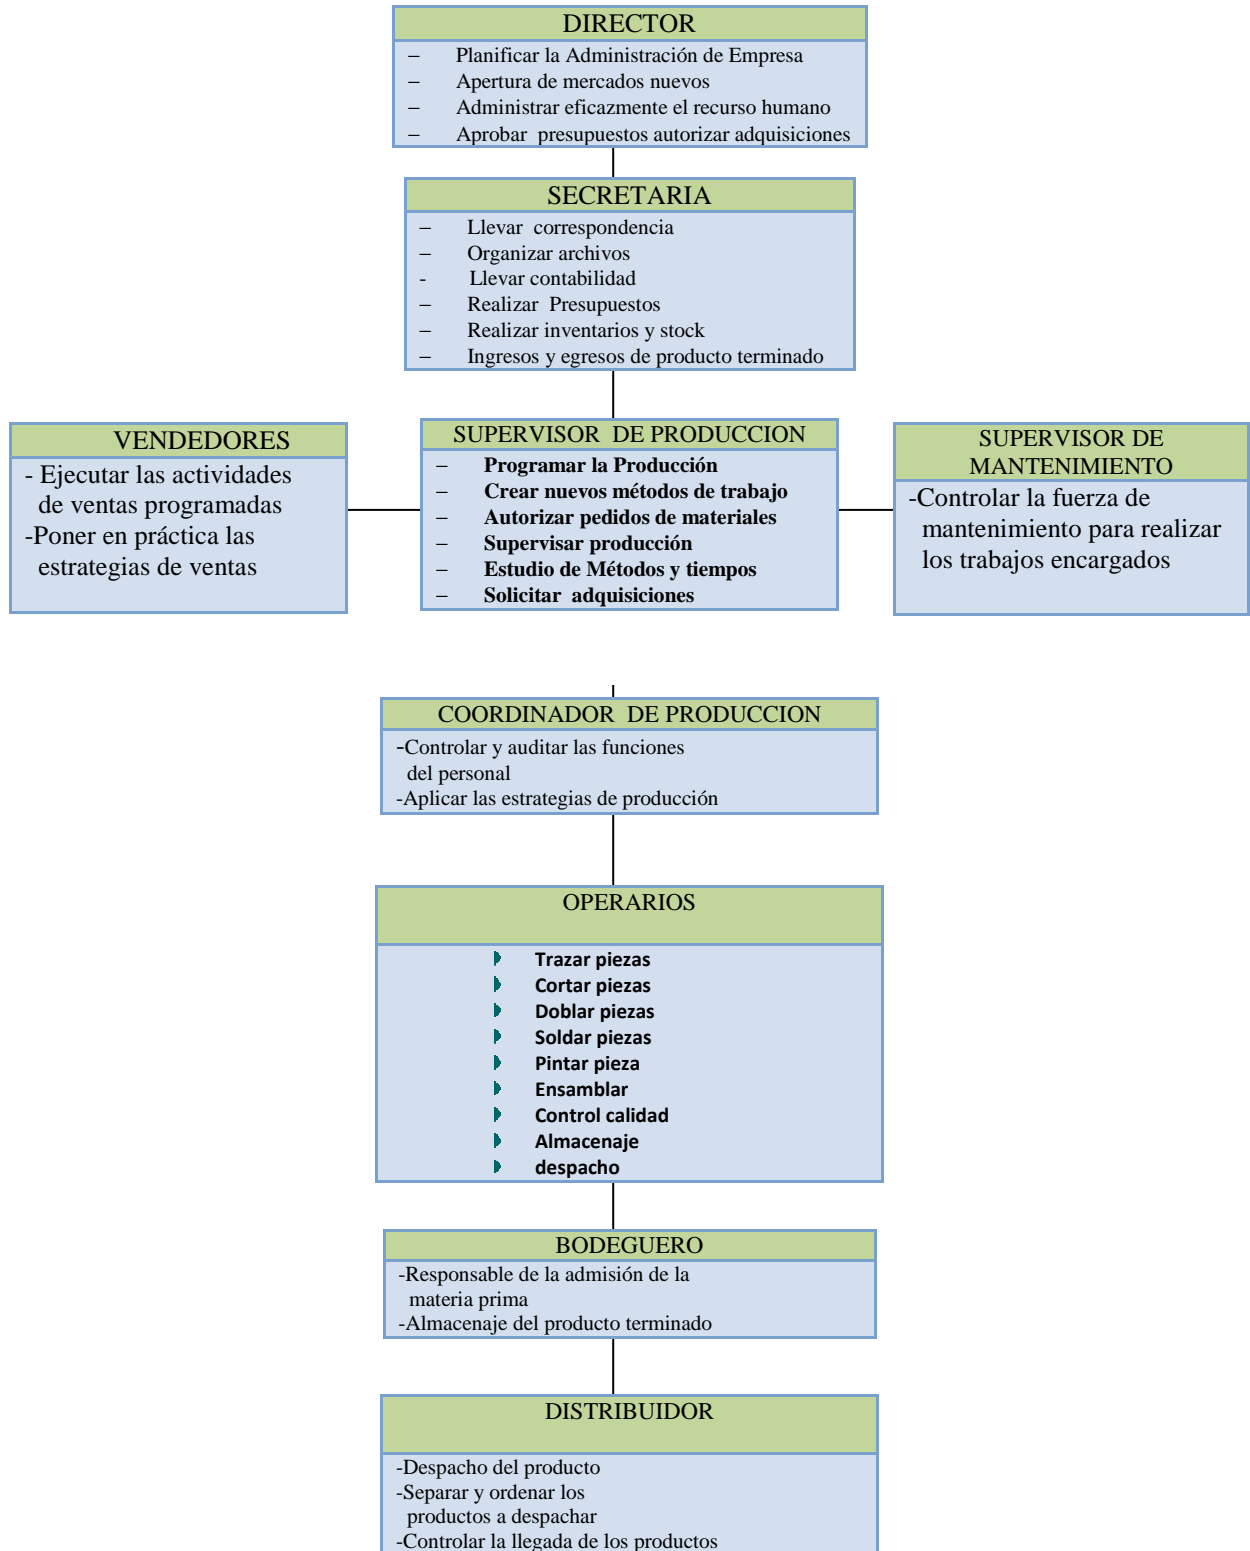 DIRECTOR
– Planificar la Administración de Empresa
– Apertura de mercados nuevos
– Administrar eficazmente el recurso humano
– Aprobar presupuestos autorizar adquisiciones
SECRETARIA
– Llevar correspondencia
– Organizar archivos
- Llevar contabilidad
– Realizar Presupuestos
– Realizar inventarios y stock
– Ingresos y egresos de producto terminado
VENDEDORES
- Ejecutar las actividades
de ventas programadas
-Poner en práctica las
estrategias de ventas
SUPERVISOR DE PRODUCCION
– Programar la Producción
– Crear nuevos métodos de trabajo
– Autorizar pedidos de materiales
– Supervisar producción
– Estudio de Métodos y tiempos
– Solicitar adquisiciones
SUPERVISOR DE
MANTENIMIENTO
-Controlar la fuerza de
mantenimiento para realizar
los trabajos encargados
COORDINADOR DE PRODUCCION
-Controlar y auditar las funciones
del personal
-Aplicar las estrategias de producción
OPERARIOS
Trazar piezas
Cortar piezas
Doblar piezas
Soldar piezas
Pintar pieza
Ensamblar
Control calidad
Almacenaje
despacho
BODEGUERO
-Responsable de la admisión de la
materia prima
-Almacenaje del producto terminado
DISTRIBUIDOR
-Despacho del producto
-Separar y ordenar los
productos a despachar
-Controlar la llegada de los productos